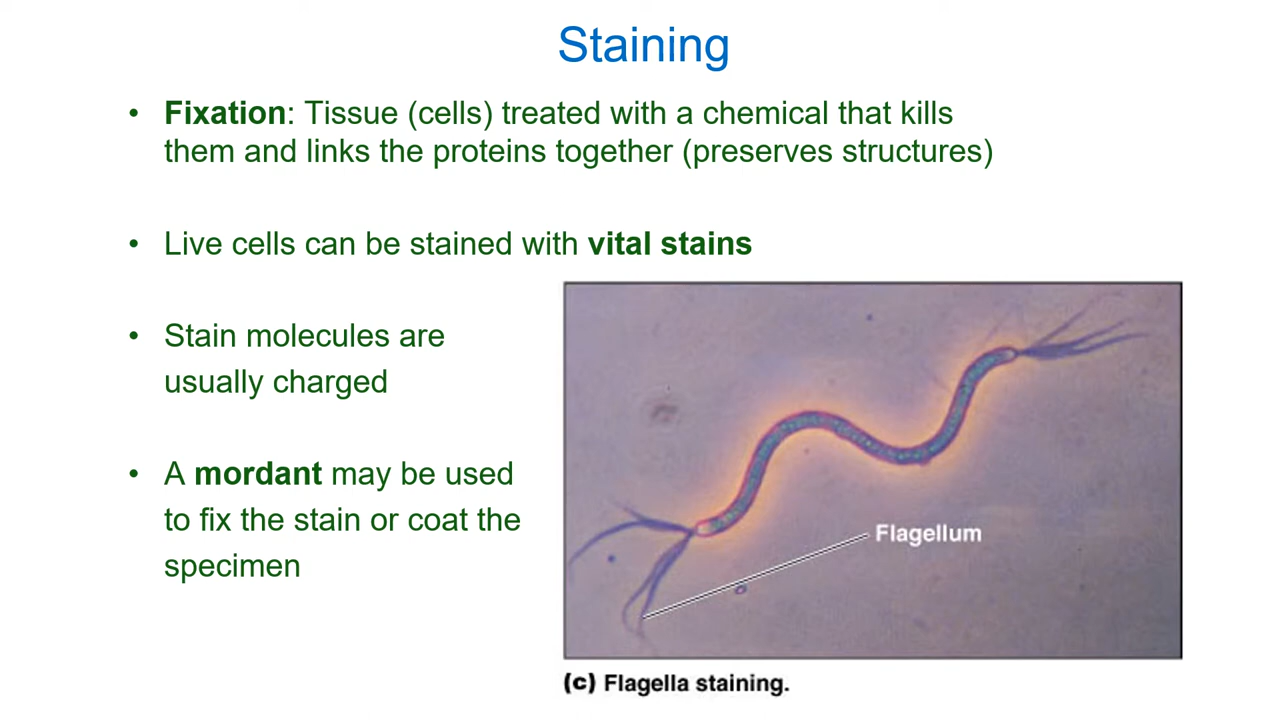 Staining
• Fixation: Tissue (cells) treated with a chemical that kills
them and links the proteins together (preserves structures)
• Live cells can be stained with vital stains
• Stain molecules are
usually charged
• A mordant may be used
to fix the stain or coat the
specimen
Flagellum
(c) Flagella staining.